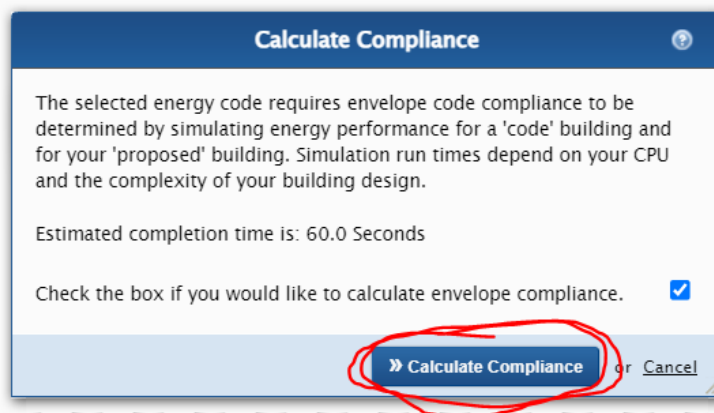 Calculate Compliance
The selected energy code requires envelope code compliance to be
determined by simulating energy performance for a 'code' building and
for your 'proposed' building. Simulation run times depend on your CPU
and the complexity of your building design.
Estimated completion time is: 60.0 Seconds
Check the box if you would like to calculate envelope compliance.
» Calculate Compliance or Cancel